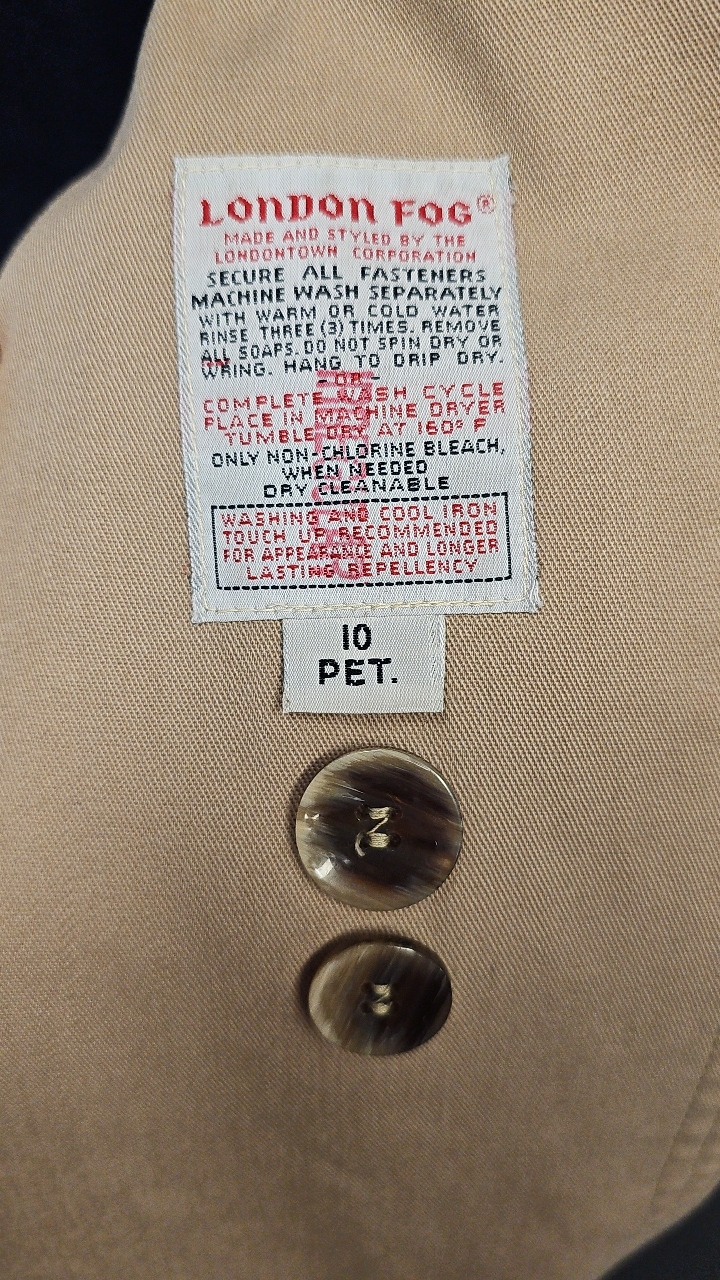 LONDON FOG®
MADE AND STYLED BY THE
LONDONTOWN CORPORATION
SECURE ALL FASTENERS
MACHINE WASH SEPARATELY
WITH WARM OR COLD WATER
RINSE THREE (3) TIMES. REMOVE
ALL SOAPS. DO NOT SPIN DRY OR
WRING. HANG TO DRIP DRY.
- OR -
COMPLETE WASH CYCLE
PLACE IN MACHINE DRYER
TUMBLE DRY AT 160° F
ONLY NON-CHLORINE BLEACH,
WHEN NEEDED
DRY CLEANABLE
WASHING AND COOL IRON
TOUCH UP RECOMMENDED
FOR APPEARANCE AND LONGER
LASTING REPELLENCY
10
PET.